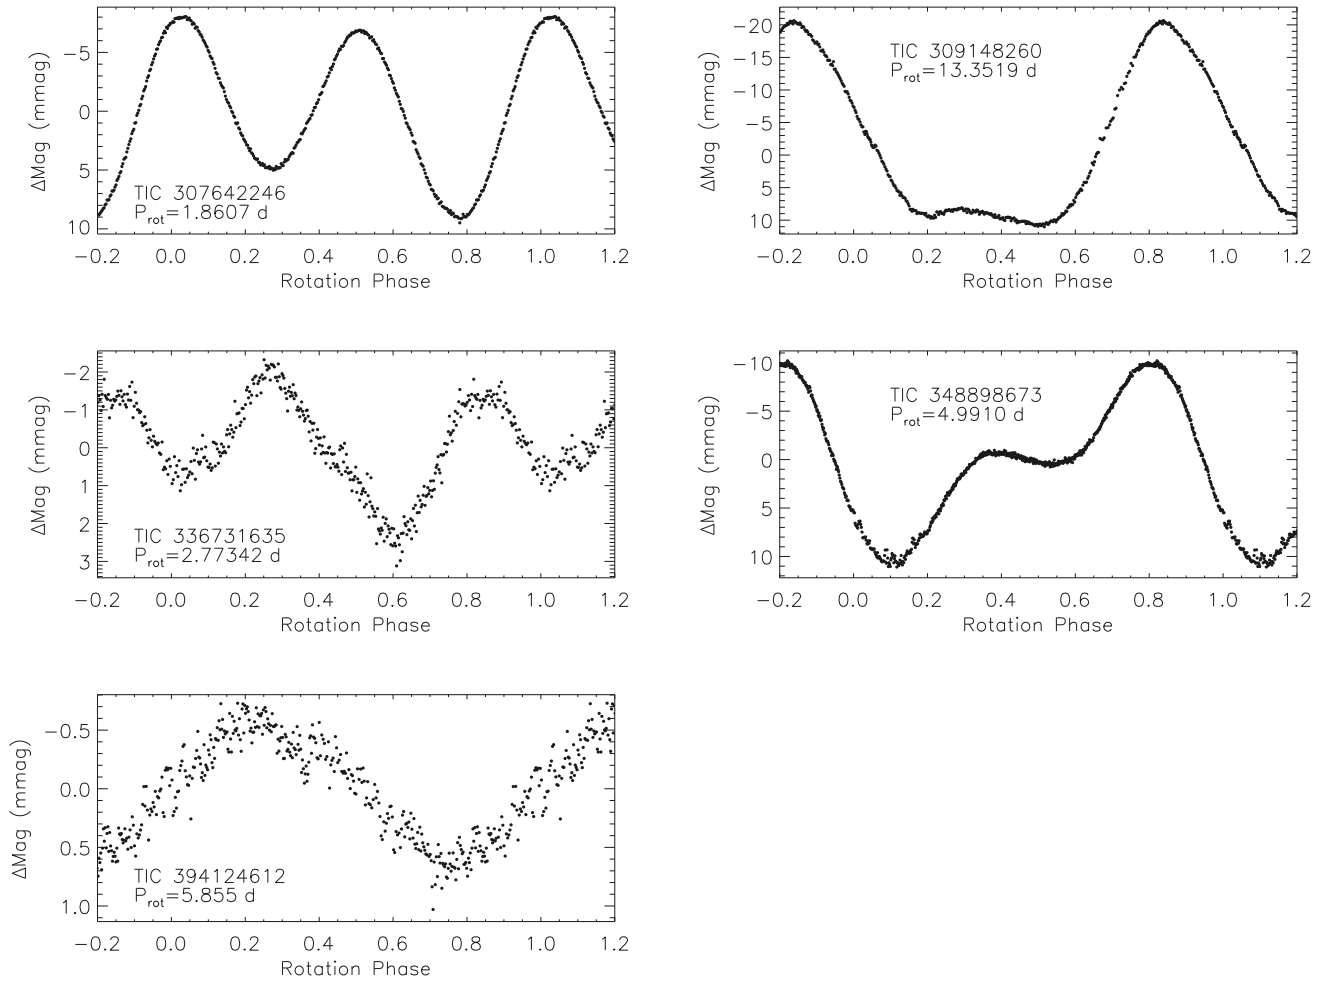 −5
0
5
10
ΔMag (mmag)
TIC 307642246
Prot=1.8607 d
−0.2 0.0 0.2 0.4 0.6 0.8 1.0 1.2
Rotation Phase
−20
−15
−10
−5
0
5
10
ΔMag (mmag)
TIC 309148260
Prot=13.3519 d
−0.2 0.0 0.2 0.4 0.6 0.8 1.0 1.2
Rotation Phase
−2
−1
0
1
2
3
ΔMag (mmag)
TIC 336731635
Prot=2.77342 d
−0.2 0.0 0.2 0.4 0.6 0.8 1.0 1.2
Rotation Phase
−10
−5
0
5
10
ΔMag (mmag)
TIC 348898673
Prot=4.9910 d
−0.2 0.0 0.2 0.4 0.6 0.8 1.0 1.2
Rotation Phase
−0.5
0.0
0.5
1.0
ΔMag (mmag)
TIC 394124612
Prot=5.855 d
−0.2 0.0 0.2 0.4 0.6 0.8 1.0 1.2
Rotation Phase